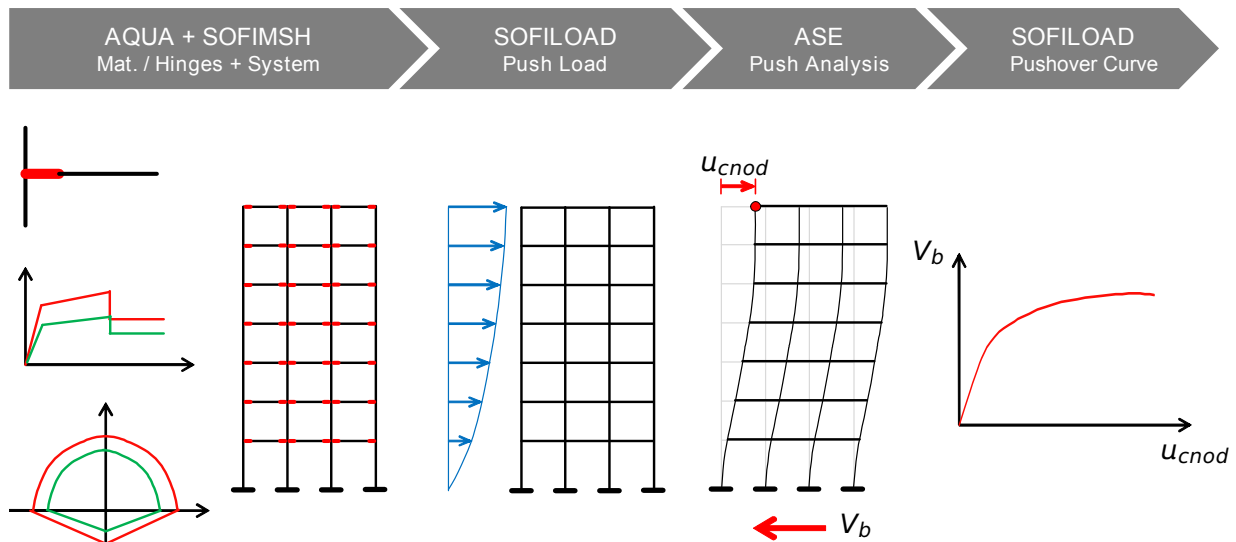 AQUA + SOFIMSH
Mat. / Hinges + System
SOFILOAD
Push Load
ASE
Push Analysis
SOFILOAD
Pushover Curve
u_cnod
V_b
u_cnod
V_b